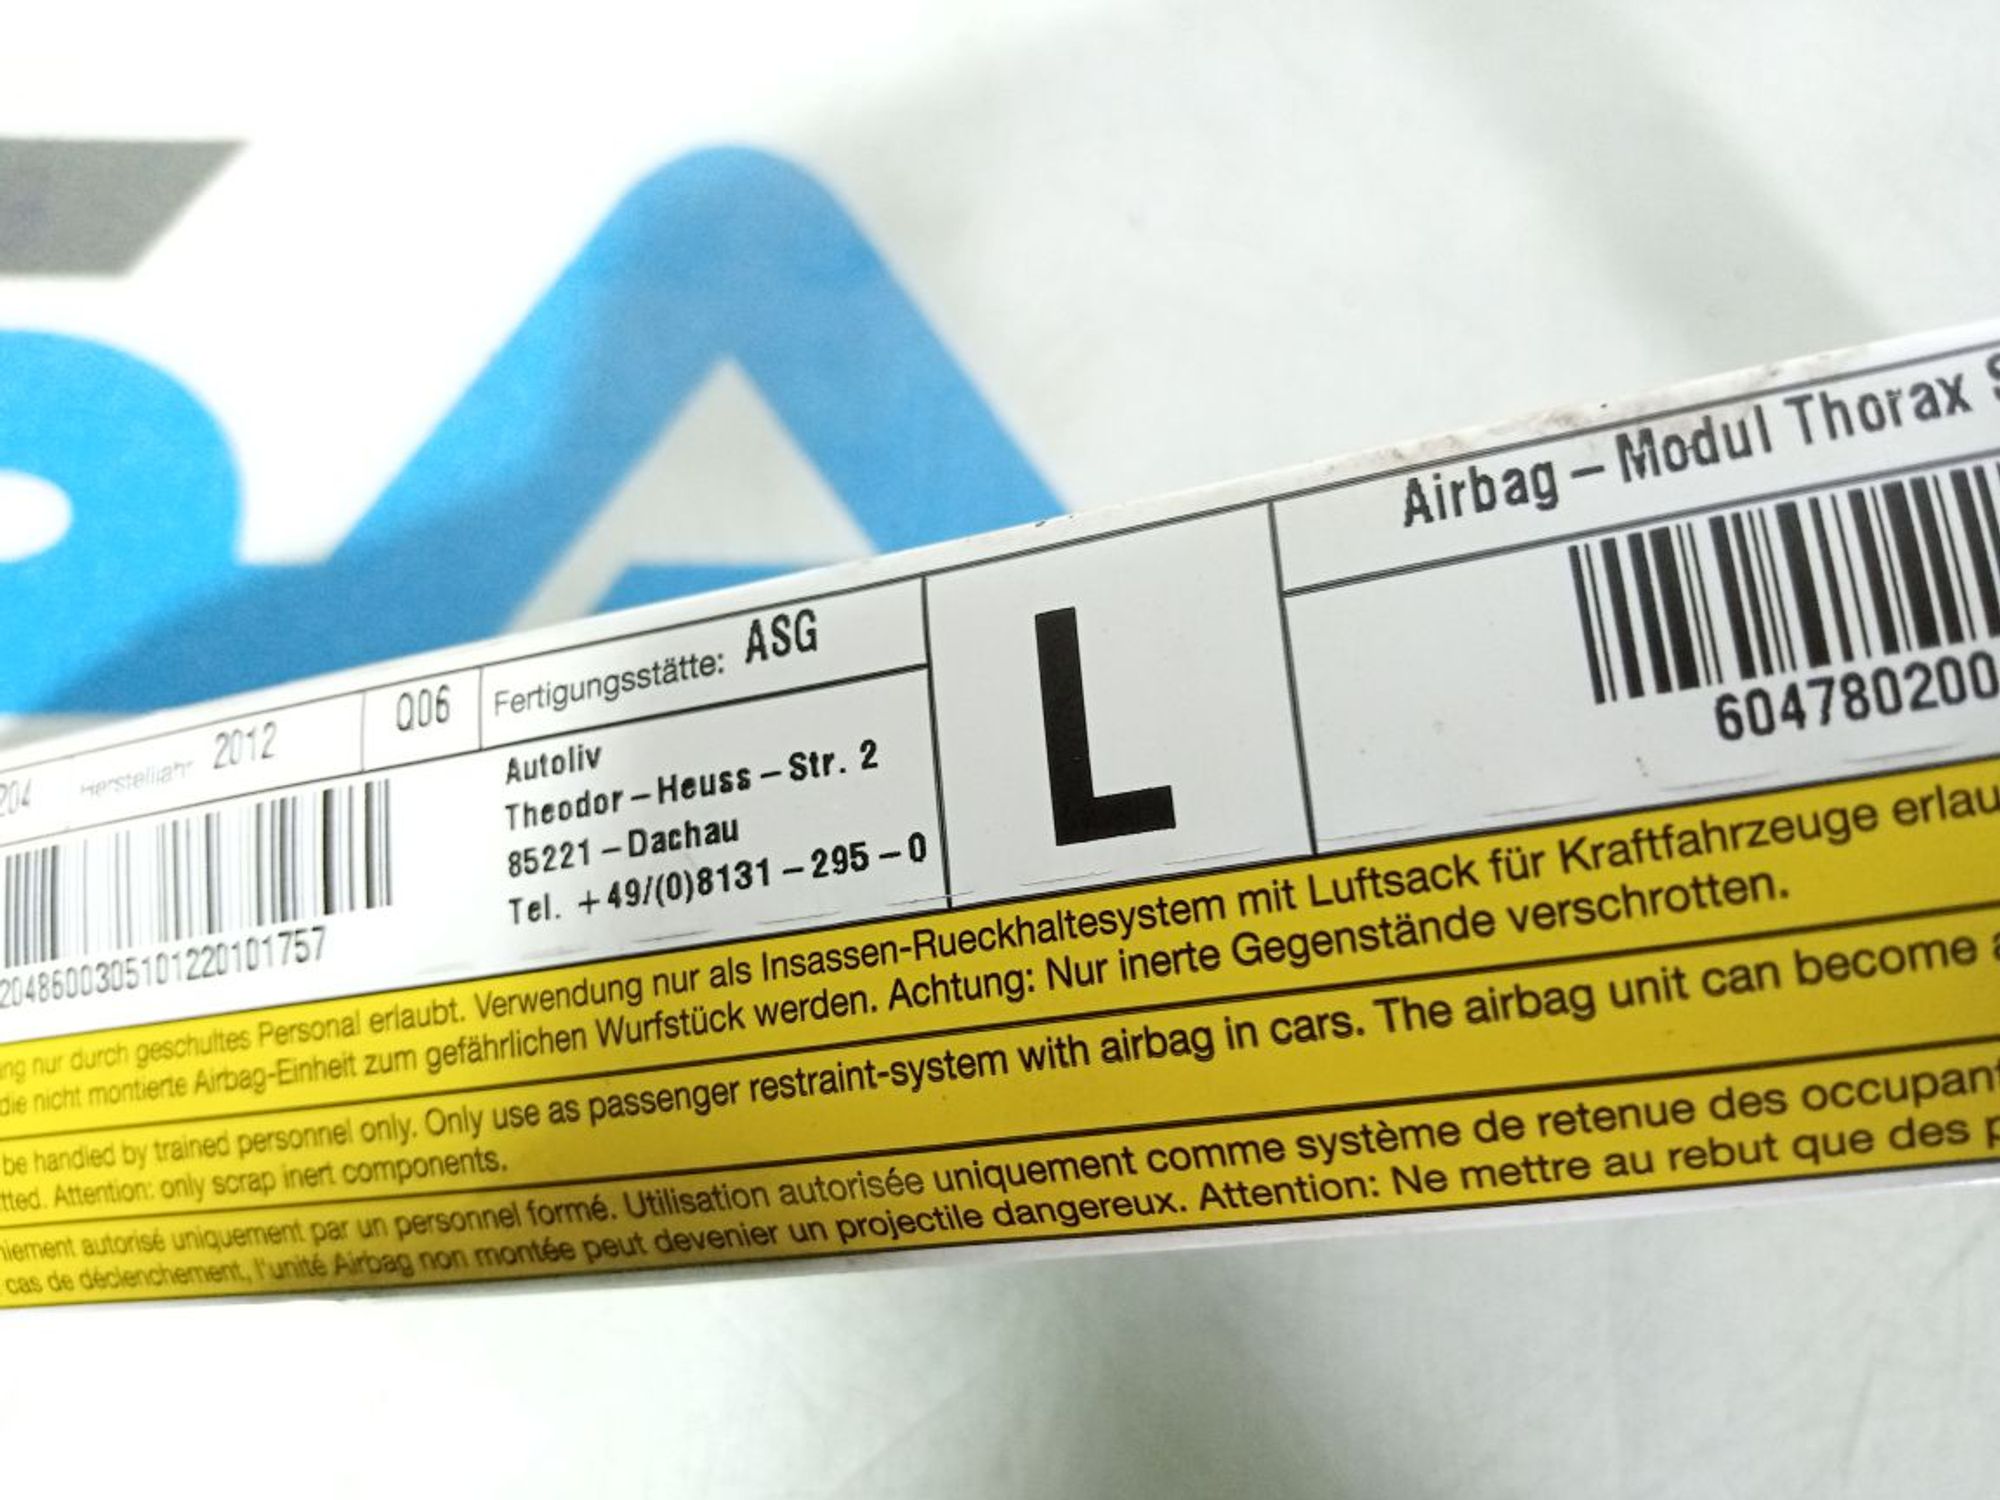 Airbag – Modul Thorax
204 Herstelljahr 2012 Q06 Fertigungsstätte: ASG
L
604780200
Autoliv
Theodor – Heuss – Str. 2
85221 – Dachau
Tel. +49/(0)8131 – 295 – 0
2048600305101220101757
nur durch geschultes Personal erlaubt. Verwendung nur als Insassen-Rueckhaltesystem mit Luftsack für Kraftfahrzeuge erlau
die nicht montierte Airbag-Einheit zum gefährlichen Wurfstück werden. Achtung: Nur inerte Gegenstände verschrotten.
be handled by trained personnel only. Only use as passenger restraint-system with airbag in cars. The airbag unit can become a
tted. Attention: only scrap inert components.
niement autorisé uniquement par un personnel formé. Utilisation autorisée uniquement comme système de retenue des occupant
cas de déclenchement, l'unité Airbag non montée peut devenier un projectile dangereux. Attention: Ne mettre au rebut que des p